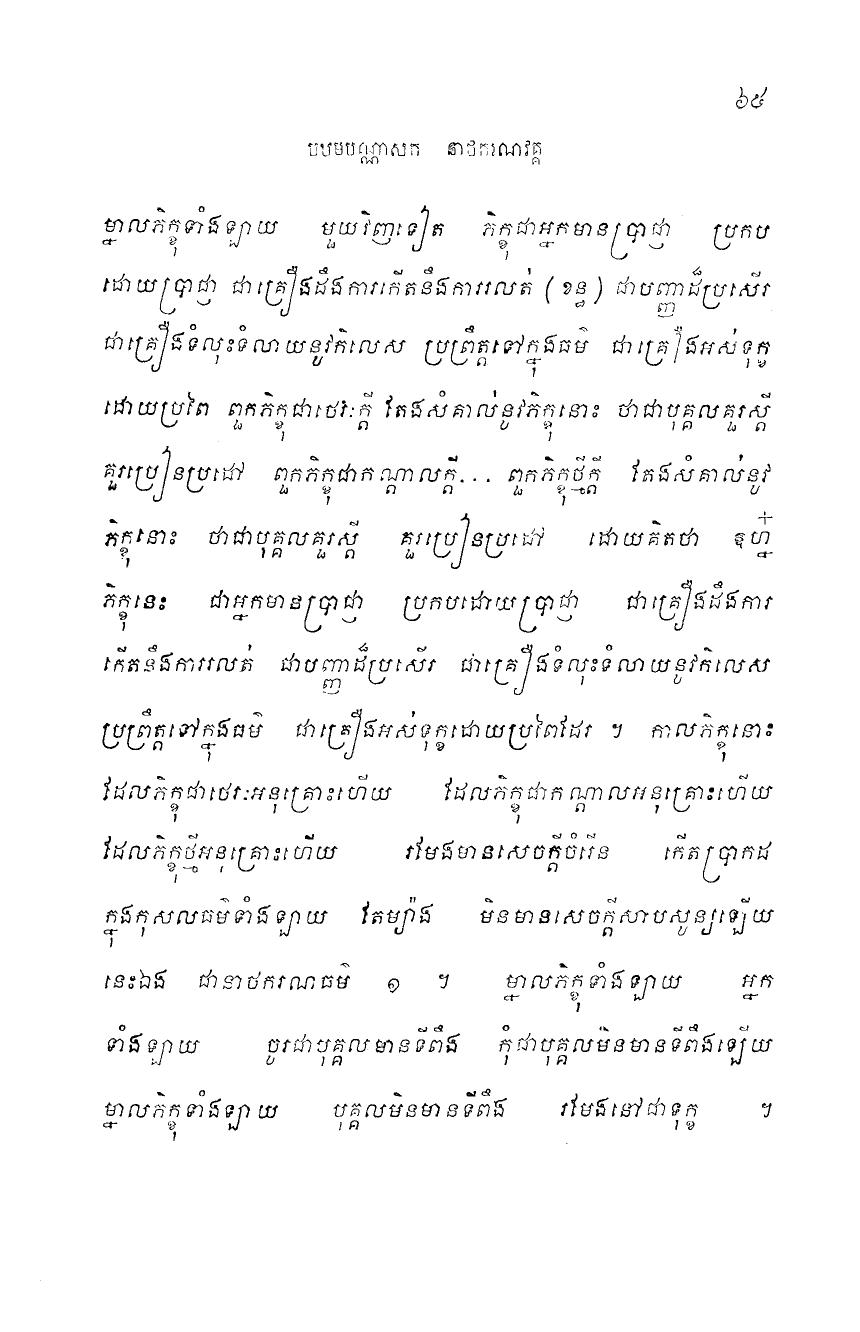 ៦៥
បឋមបណ្ណាសក នាថករណវគ្គ
ម្នាលភិក្ខុទាំងឡាយ មួយវិញទៀត ភិក្ខុជាអ្នកមានប្រាជ្ញា ប្រកប
ដោយប្រាជ្ញា ជាគ្រឿងដឹងការកើតនឹងការរលត់ (ខន្ធ) ជាបញ្ញាដ៏ប្រសើរ
ជាគ្រឿងទំលុះទំលាយនូវកិលេស ប្រព្រឹត្តទៅក្នុងធម៌ ជាគ្រឿងអស់ទុក្ខ
ដោយប្រពៃ ពួកភិក្ខុជាថេរៈក្តី តែងសំគាល់នូវភិក្ខុនោះ ថាជាបុគ្គលគួរស្តី
គួរប្រៀនប្រដៅ ពួកភិក្ខុជាកណ្តាលក្តី... ពួកភិក្ខុថ្មីក្តី តែងសំគាល់នូវ
ភិក្ខុនោះ ថាជាបុគ្គលគួរស្តី គួរប្រៀនប្រដៅ ដោយគិតថា ឧហ្ន៎
ភិក្ខុនេះ ជាអ្នកមានប្រាជ្ញា ប្រកបដោយប្រាជ្ញា ជាគ្រឿងដឹងការ
កើតនឹងការរលត់ ជាបញ្ញាដ៏ប្រសើរ ជាគ្រឿងទំលុះទំលាយនូវកិលេស
ប្រព្រឹត្តទៅក្នុងធម៌ ជាគ្រឿងអស់ទុក្ខដោយប្រពៃដែរ ។ កាលភិក្ខុនោះ
ដែលភិក្ខុជាថេរៈអនុគ្រោះហើយ ដែលភិក្ខុជាកណ្តាលអនុគ្រោះហើយ
ដែលភិក្ខុថ្មីអនុគ្រោះហើយ រមែងមានសេចក្តីចំរើន កើតប្រាកដ
ក្នុងកុសលធម៌ទាំងឡាយ តែម្យ៉ាង មិនមានសេចក្តីសាបសូន្យឡើយ
នេះឯង ជានាថករណធម៌ ១ ។ ម្នាលភិក្ខុទាំងឡាយ អ្នក
ទាំងឡាយ ចូរជាបុគ្គលមានទីពឹង កុំជាបុគ្គលមិនមានទីពឹងឡើយ
ម្នាលភិក្ខុទាំងឡាយ បុគ្គលមិនមានទីពឹង រមែងនៅជាទុក្ខ ។